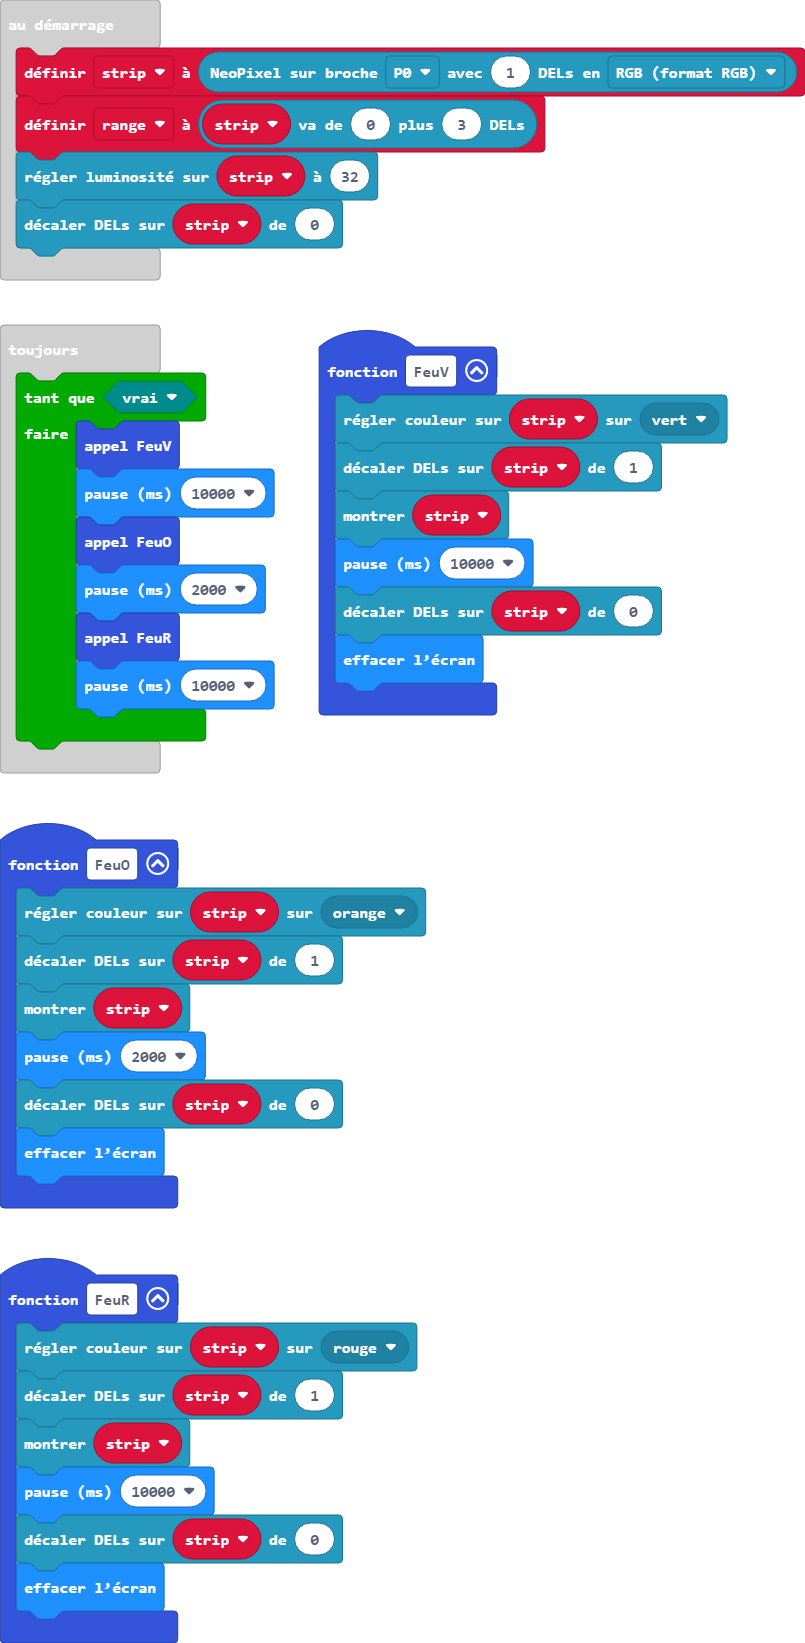 au démarrage
définir strip à NeoPixel sur broche P0 avec 1 DELs en RGB (format RGB)
définir range à strip va de 0 plus 3 DELs
régler luminosité sur strip à 32
décaler DELs sur strip de 0
toujours
tant que vrai
faire
appel FeuV
pause (ms) 10000
appel FeuO
pause (ms) 2000
appel FeuR
pause (ms) 10000
fonction FeuV
régler couleur sur strip sur vert
décaler DELs sur strip de 1
montrer strip
pause (ms) 10000
décaler DELs sur strip de 0
effacer l’écran
fonction FeuO
régler couleur sur strip sur orange
décaler DELs sur strip de 1
montrer strip
pause (ms) 2000
décaler DELs sur strip de 0
effacer l’écran
fonction FeuR
régler couleur sur strip sur rouge
décaler DELs sur strip de 1
montrer strip
pause (ms) 10000
décaler DELs sur strip de 0
effacer l’écran